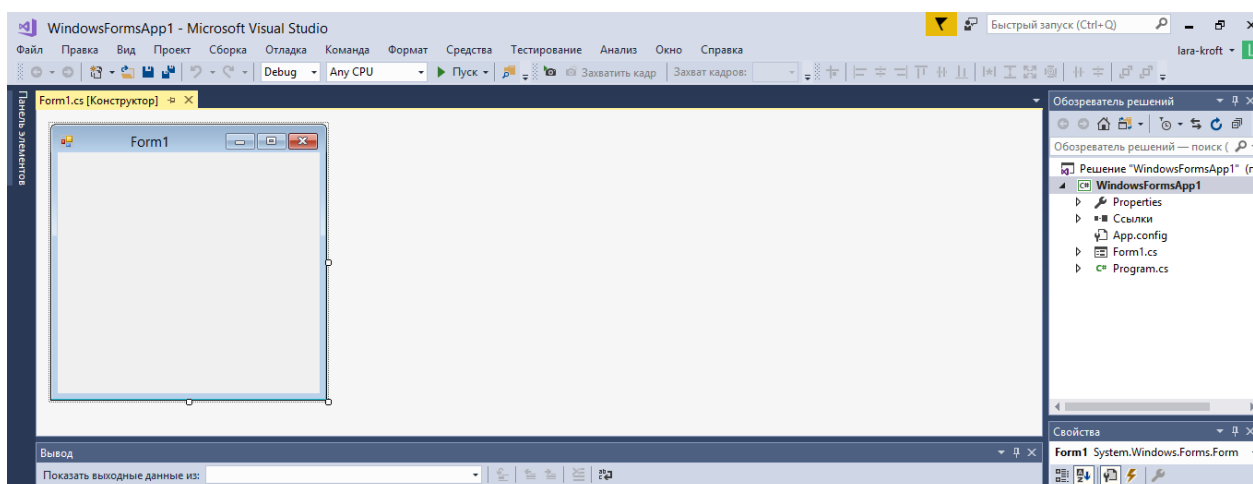 WindowsFormsApp1 - Microsoft Visual Studio
Быстрый запуск (Ctrl+Q)
Файл Правка Вид Проект Сборка Отладка Команда Формат Средства Тестирование Анализ Окно Справка
lara-kroft
Debug Any CPU Пуск Захватить кадр Захват кадров:
Панель элементов
Form1.cs [Конструктор]
Form1
Обозреватель решений
Обозреватель решений — поиск (
Решение "WindowsFormsApp1" (п
C# WindowsFormsApp1
Properties
Ссылки
App.config
Form1.cs
C# Program.cs
Вывод
Показать выходные данные из:
Свойства
Form1 System.Windows.Forms.Form